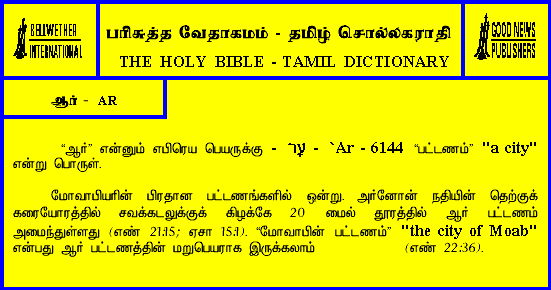 BELLWETHER
INTERNATIONAL
பரிசுத்த வேதாகமம் - தமிழ் சொல்லகராதி
THE HOLY BIBLE - TAMIL DICTIONARY
GOOD NEWS
PUBLISHERS
ஆர் - AR
“ஆர்” என்னும் எபிரெய பெயருக்கு - עָר - `Ar - 6144 “பட்டணம்” "a city"
என்று பொருள்.
மோவாபியரின் பிரதான பட்டணங்களில் ஒன்று. அர்னோன் நதியின் தெற்குக்
கரையோரத்தில் சவக்கடலுக்குக் கிழக்கே 20 மைல் தூரத்தில் ஆர் பட்டணம்
அமைந்துள்ளது (எண் 21:15; ஏசா 15:1). “மோவாபின் பட்டணம்” "the city of Moab"
என்பது ஆர் பட்டணத்தின் மறுபெயராக இருக்கலாம் (எண் 22:36).